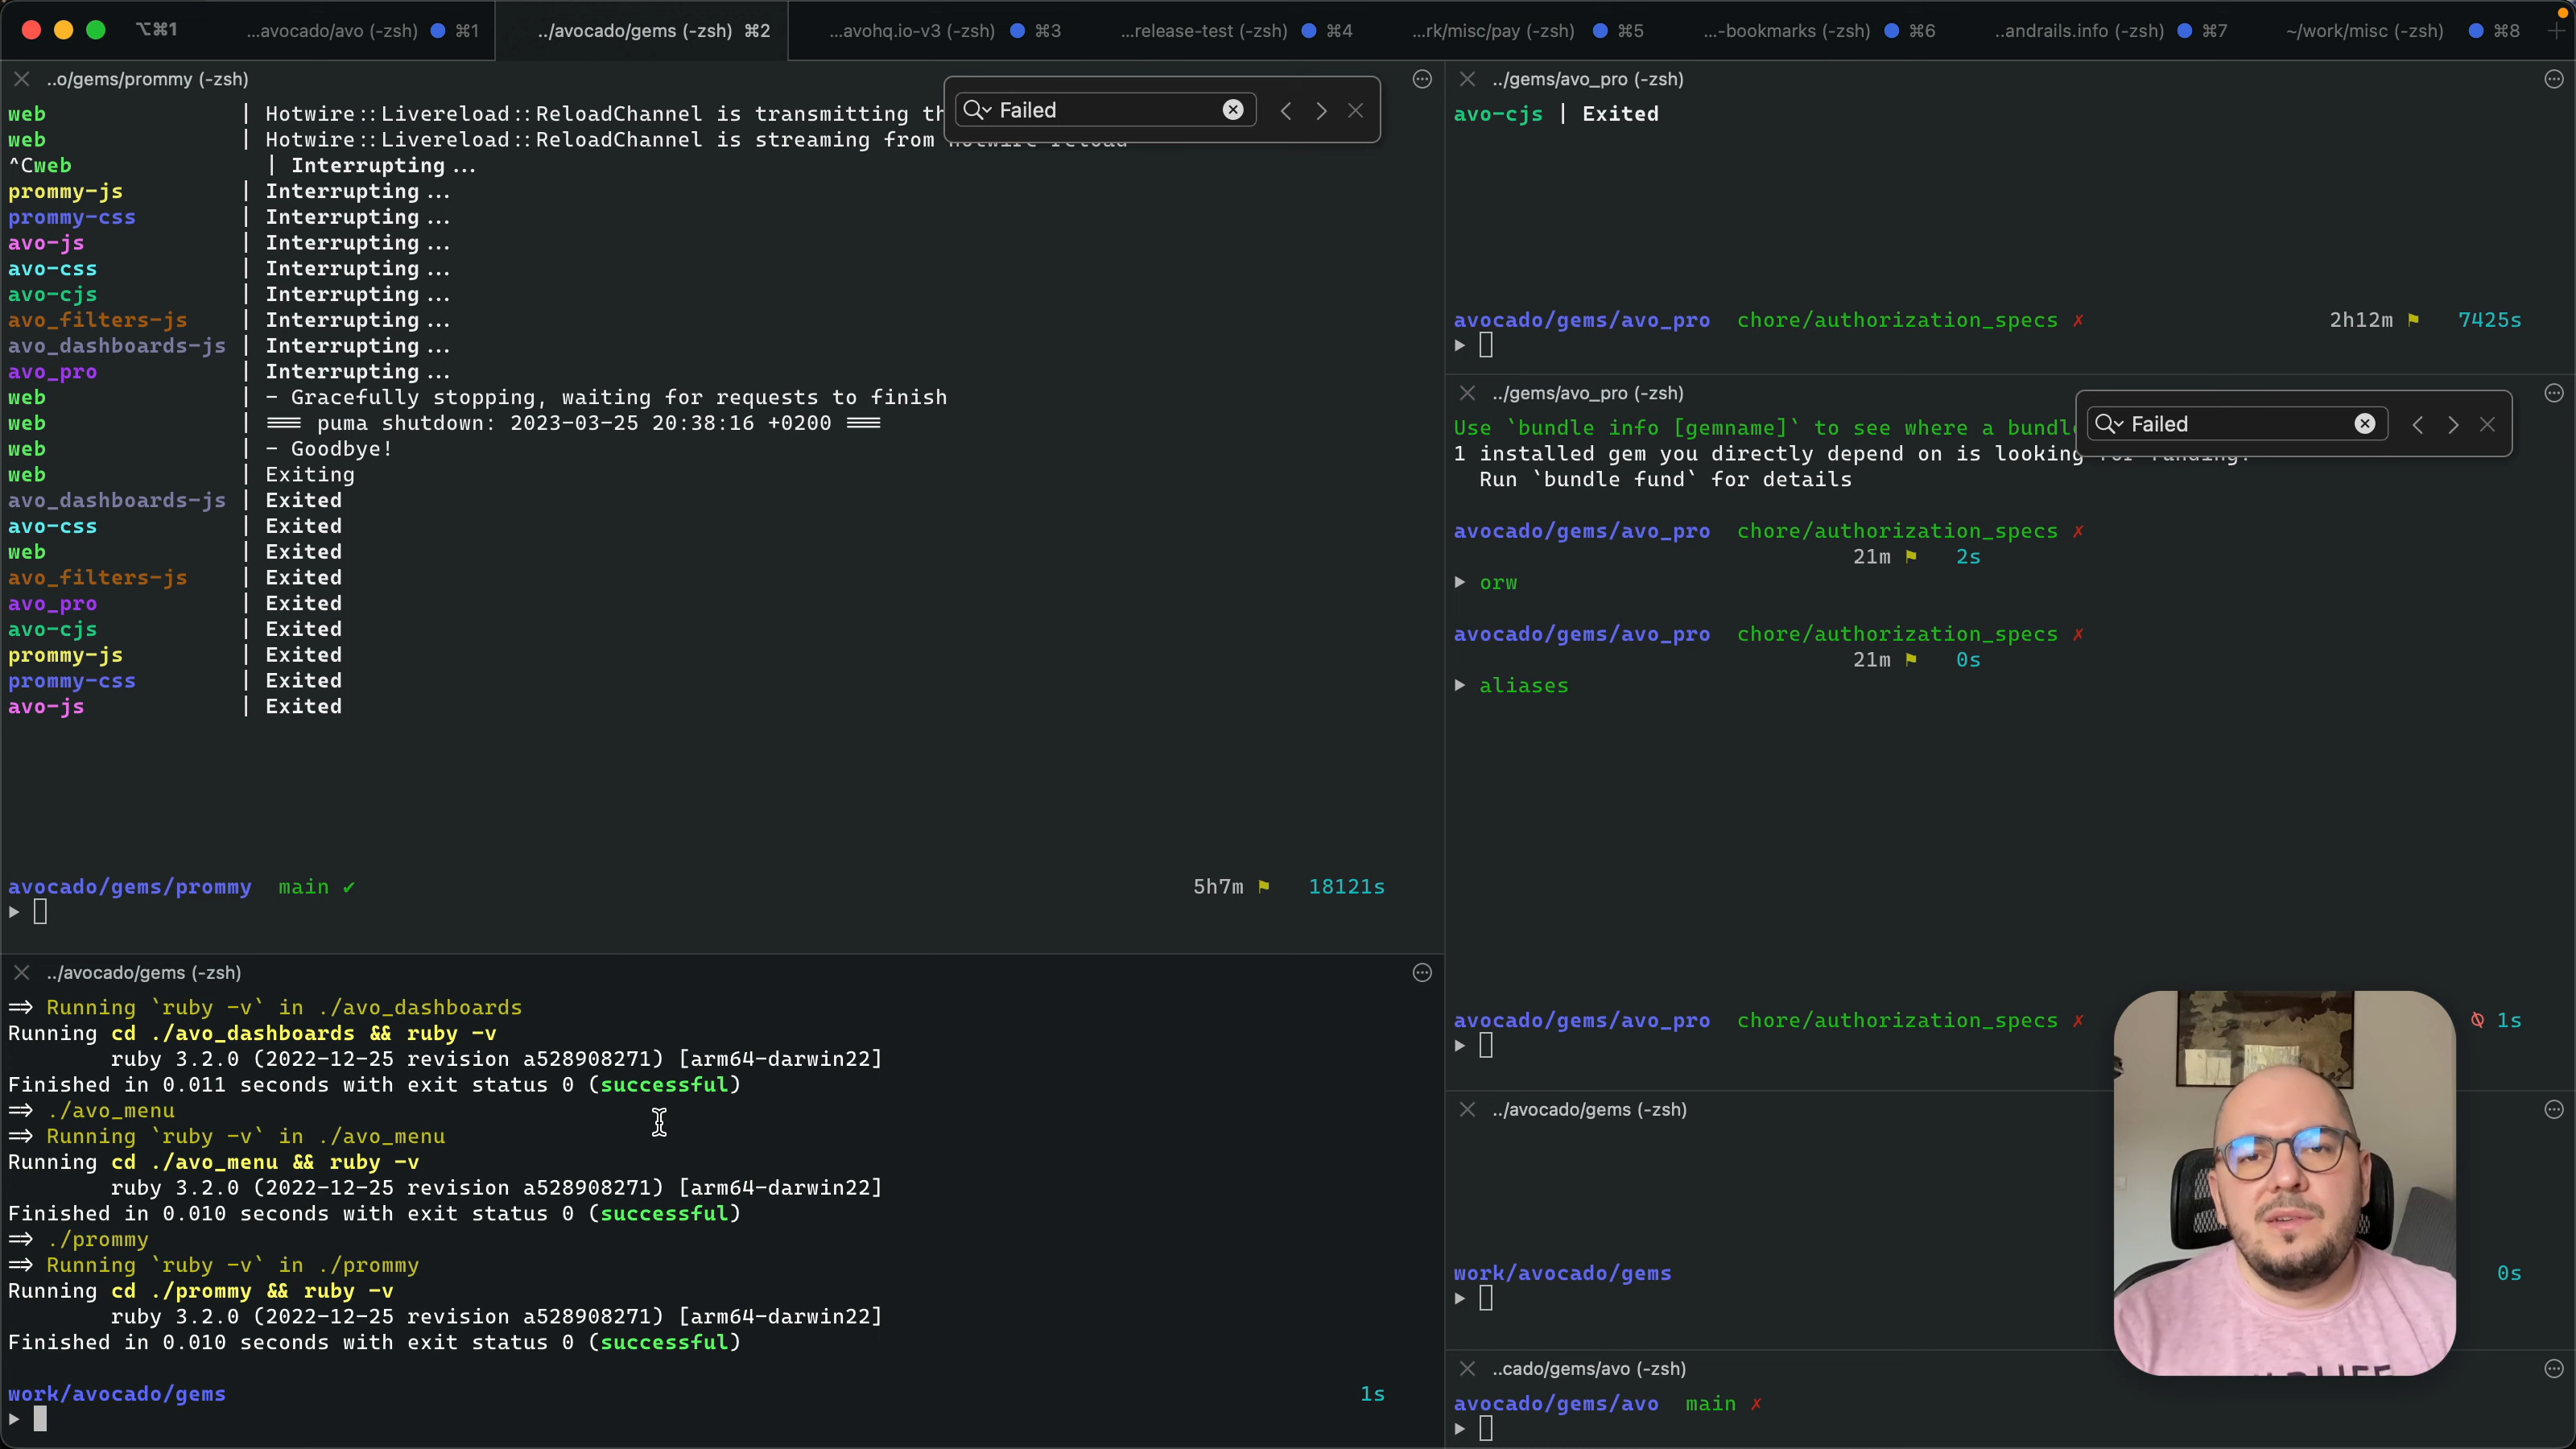 ⌥⌘1
...avocado/avo (-zsh) ⌘1
../avocado/gems (-zsh) ⌘2
...avohq.io-v3 (-zsh) ⌘3
...release-test (-zsh) ⌘4
...rk/misc/pay (-zsh) ⌘5
...-bookmarks (-zsh) ⌘6
..andrails.info (-zsh) ⌘7
~/work/misc (-zsh) ⌘8
..o/gems/prommy (-zsh)
Failed
web | Hotwire::Livereload::ReloadChannel is transmitting th
web | Hotwire::Livereload::ReloadChannel is streaming from
^Cweb | Interrupting...
prommy-js | Interrupting...
prommy-css | Interrupting...
avo-js | Interrupting...
avo-css | Interrupting...
avo-cjs | Interrupting...
avo_filters-js | Interrupting...
avo_dashboards-js | Interrupting...
avo_pro | Interrupting...
web | - Gracefully stopping, waiting for requests to finish
web | === puma shutdown: 2023-03-25 20:38:16 +0200 ===
web | - Goodbye!
web | Exiting
avo_dashboards-js | Exited
avo-css | Exited
web | Exited
avo_filters-js | Exited
avo_pro | Exited
avo-cjs | Exited
prommy-js | Exited
prommy-css | Exited
avo-js | Exited
avocado/gems/prommy main ✔ 5h7m 18121s
../avocado/gems (-zsh)
=> Running `ruby -v` in ./avo_dashboards
Running cd ./avo_dashboards && ruby -v
ruby 3.2.0 (2022-12-25 revision a528908271) [arm64-darwin22]
Finished in 0.011 seconds with exit status 0 (successful)
=> ./avo_menu
=> Running `ruby -v` in ./avo_menu
Running cd ./avo_menu && ruby -v
ruby 3.2.0 (2022-12-25 revision a528908271) [arm64-darwin22]
Finished in 0.010 seconds with exit status 0 (successful)
=> ./prommy
=> Running `ruby -v` in ./prommy
Running cd ./prommy && ruby -v
ruby 3.2.0 (2022-12-25 revision a528908271) [arm64-darwin22]
Finished in 0.010 seconds with exit status 0 (successful)
work/avocado/gems 1s
../gems/avo_pro (-zsh)
avo-cjs | Exited
avocado/gems/avo_pro chore/authorization_specs ✗ 2h12m 7425s
../gems/avo_pro (-zsh)
Failed
Use `bundle info [gemname]` to see where a bundl
1 installed gem you directly depend on is looking for funding.
Run `bundle fund` for details
avocado/gems/avo_pro chore/authorization_specs ✗
21m 2s
orw
avocado/gems/avo_pro chore/authorization_specs ✗
21m 0s
aliases
avocado/gems/avo_pro chore/authorization_specs ✗ 1s
../avocado/gems (-zsh)
work/avocado/gems 0s
..cado/gems/avo (-zsh)
avocado/gems/avo main ✗